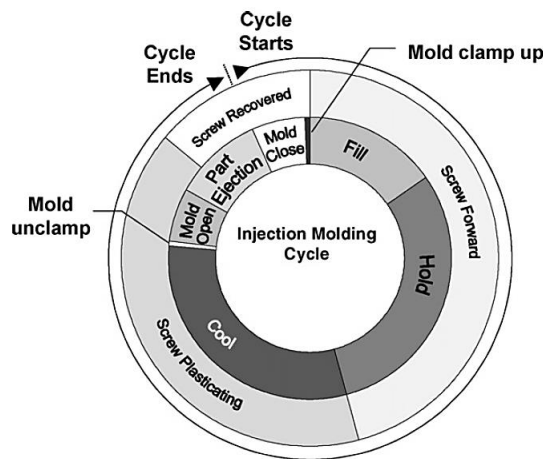 Cycle
Starts
Cycle
Ends
Mold clamp up
Screw Recovered
Mold
Close
Fill
Part
Ejection
Screw Forward
Mold
unclamp
Mold
Open
Injection Molding
Cycle
Hold
Cool
Screw Plasticating